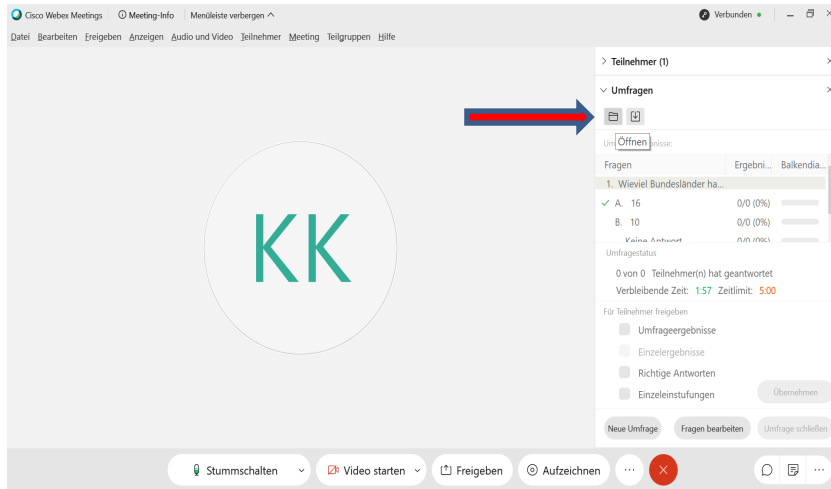 Cisco Webex Meetings Meeting-Info Menüleiste verbergen Verbunden
Datei Bearbeiten Freigeben Anzeigen Audio und Video Teilnehmer Meeting Teilgruppen Hilfe
Teilnehmer (1)
Umfragen
Öffnen
Fragen Ergebni... Balkendia...
1. Wieviel Bundesländer ha...
A. 16 0/0 (0%)
B. 10 0/0 (0%)
Keine Antwort 0/0 (0%)
Umfragestatus
0 von 0 Teilnehmer(n) hat geantwortet
Verbleibende Zeit: 1:57 Zeitlimit: 5:00
Für Teilnehmer freigeben
Umfrageergebnisse
Einzelergebnisse
Richtige Antworten
Einzeleinstufungen
Übernehmen
Neue Umfrage Fragen bearbeiten Umfrage schließen
KK
Stummschalten Video starten Freigeben Aufzeichnen